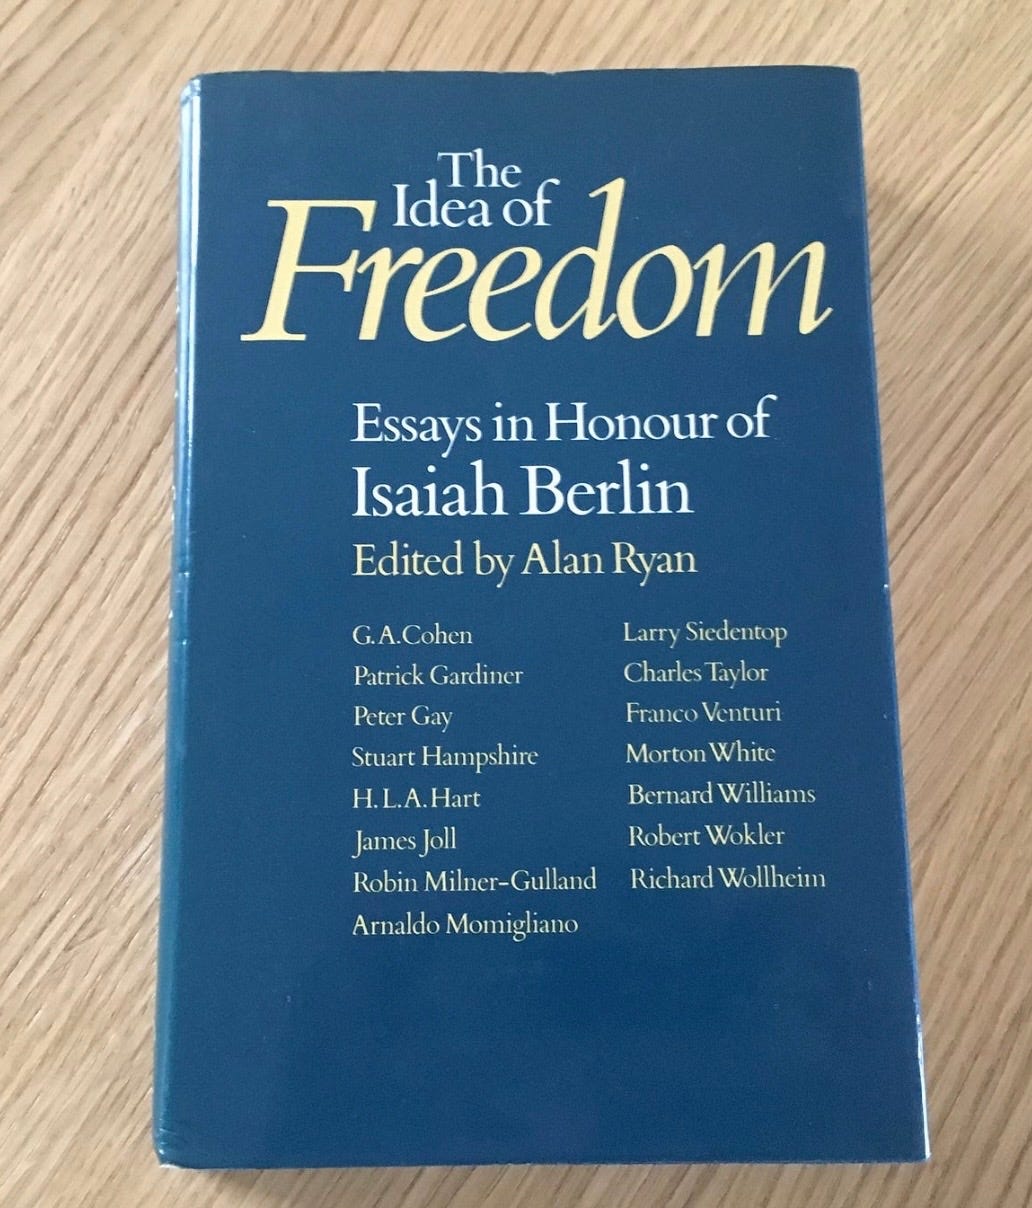 The
Idea of
Freedom
Essays in Honour of
Isaiah Berlin
Edited by Alan Ryan
G.A.Cohen
Patrick Gardiner
Peter Gay
Stuart Hampshire
H.L.A.Hart
James Joll
Robin Milner-Gulland
Arnaldo Momigliano
Larry Siedentop
Charles Taylor
Franco Venturi
Morton White
Bernard Williams
Robert Wokler
Richard Wollheim